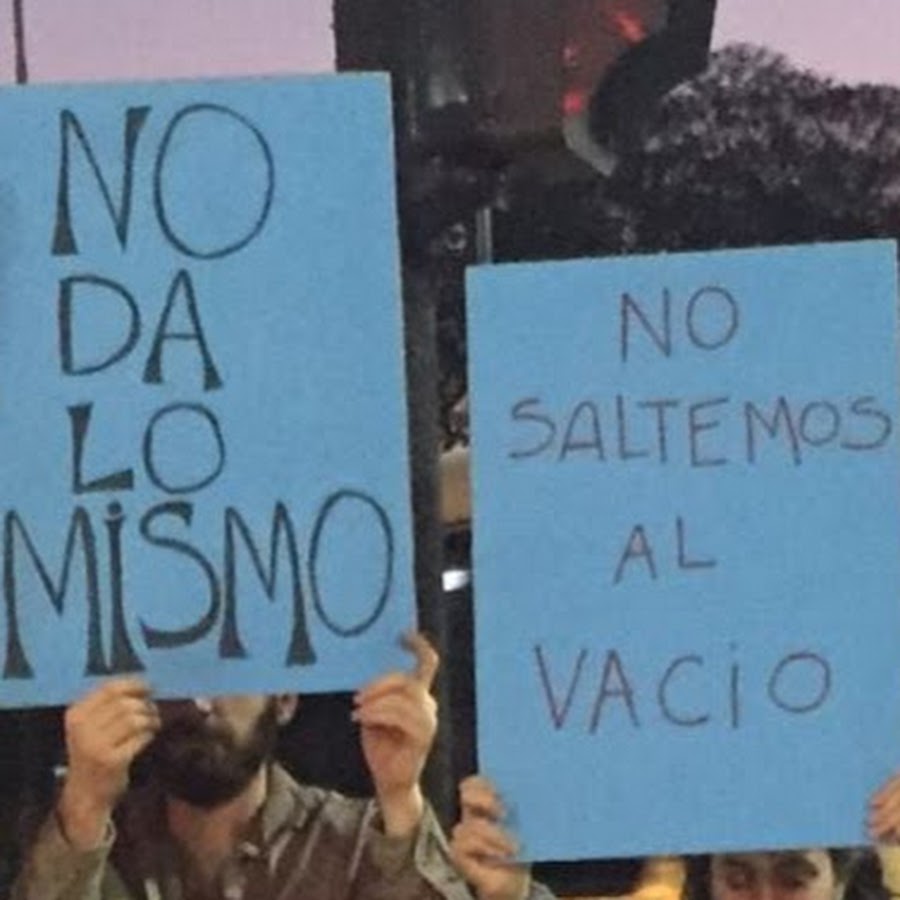 NO
DA
LO
MiSMO
NO
SALTEMOS
AL
VACiO